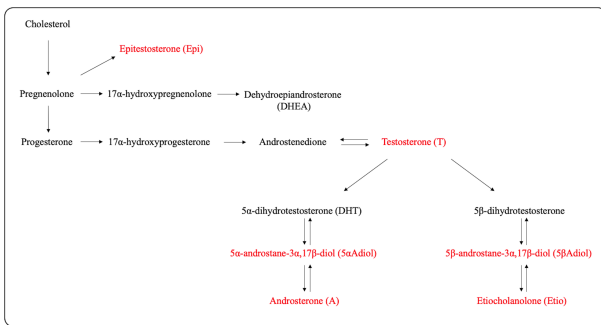 Cholesterol
Epitestosterone (Epi)
Pregnenolone
17α-hydroxypregnenolone
Dehydroepiandrosterone
(DHEA)
Progesterone
17α-hydroxyprogesterone
Androstenedione
Testosterone (T)
5α-dihydrotestosterone (DHT)
5β-dihydrotestosterone
5α-androstane-3α,17β-diol (5αAdiol)
5β-androstane-3α,17β-diol (5βAdiol)
Androsterone (A)
Etiocholanolone (Etio)